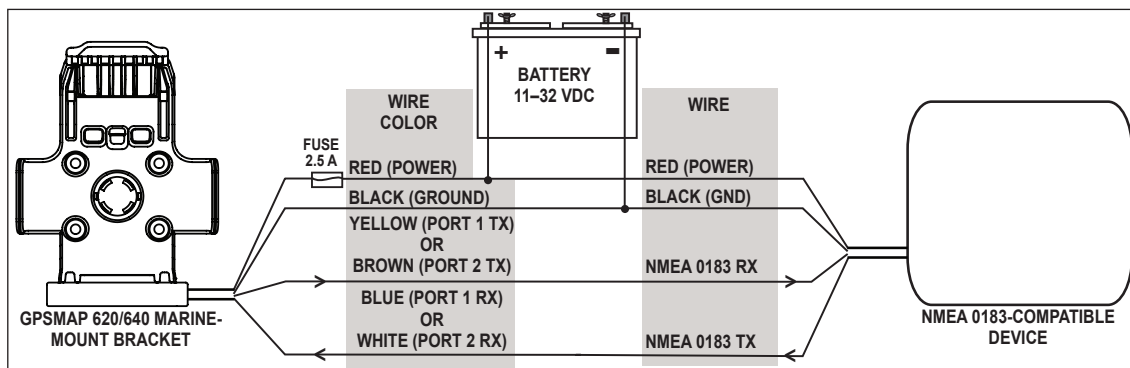 +
-
BATTERY
11–32 VDC
WIRE
COLOR
WIRE
FUSE
2.5 A
RED (POWER)
RED (POWER)
BLACK (GROUND)
BLACK (GND)
YELLOW (PORT 1 TX)
OR
BROWN (PORT 2 TX)
NMEA 0183 RX
BLUE (PORT 1 RX)
OR
WHITE (PORT 2 RX)
NMEA 0183 TX
GPSMAP 620/640 MARINE-
MOUNT BRACKET
NMEA 0183-COMPATIBLE
DEVICE